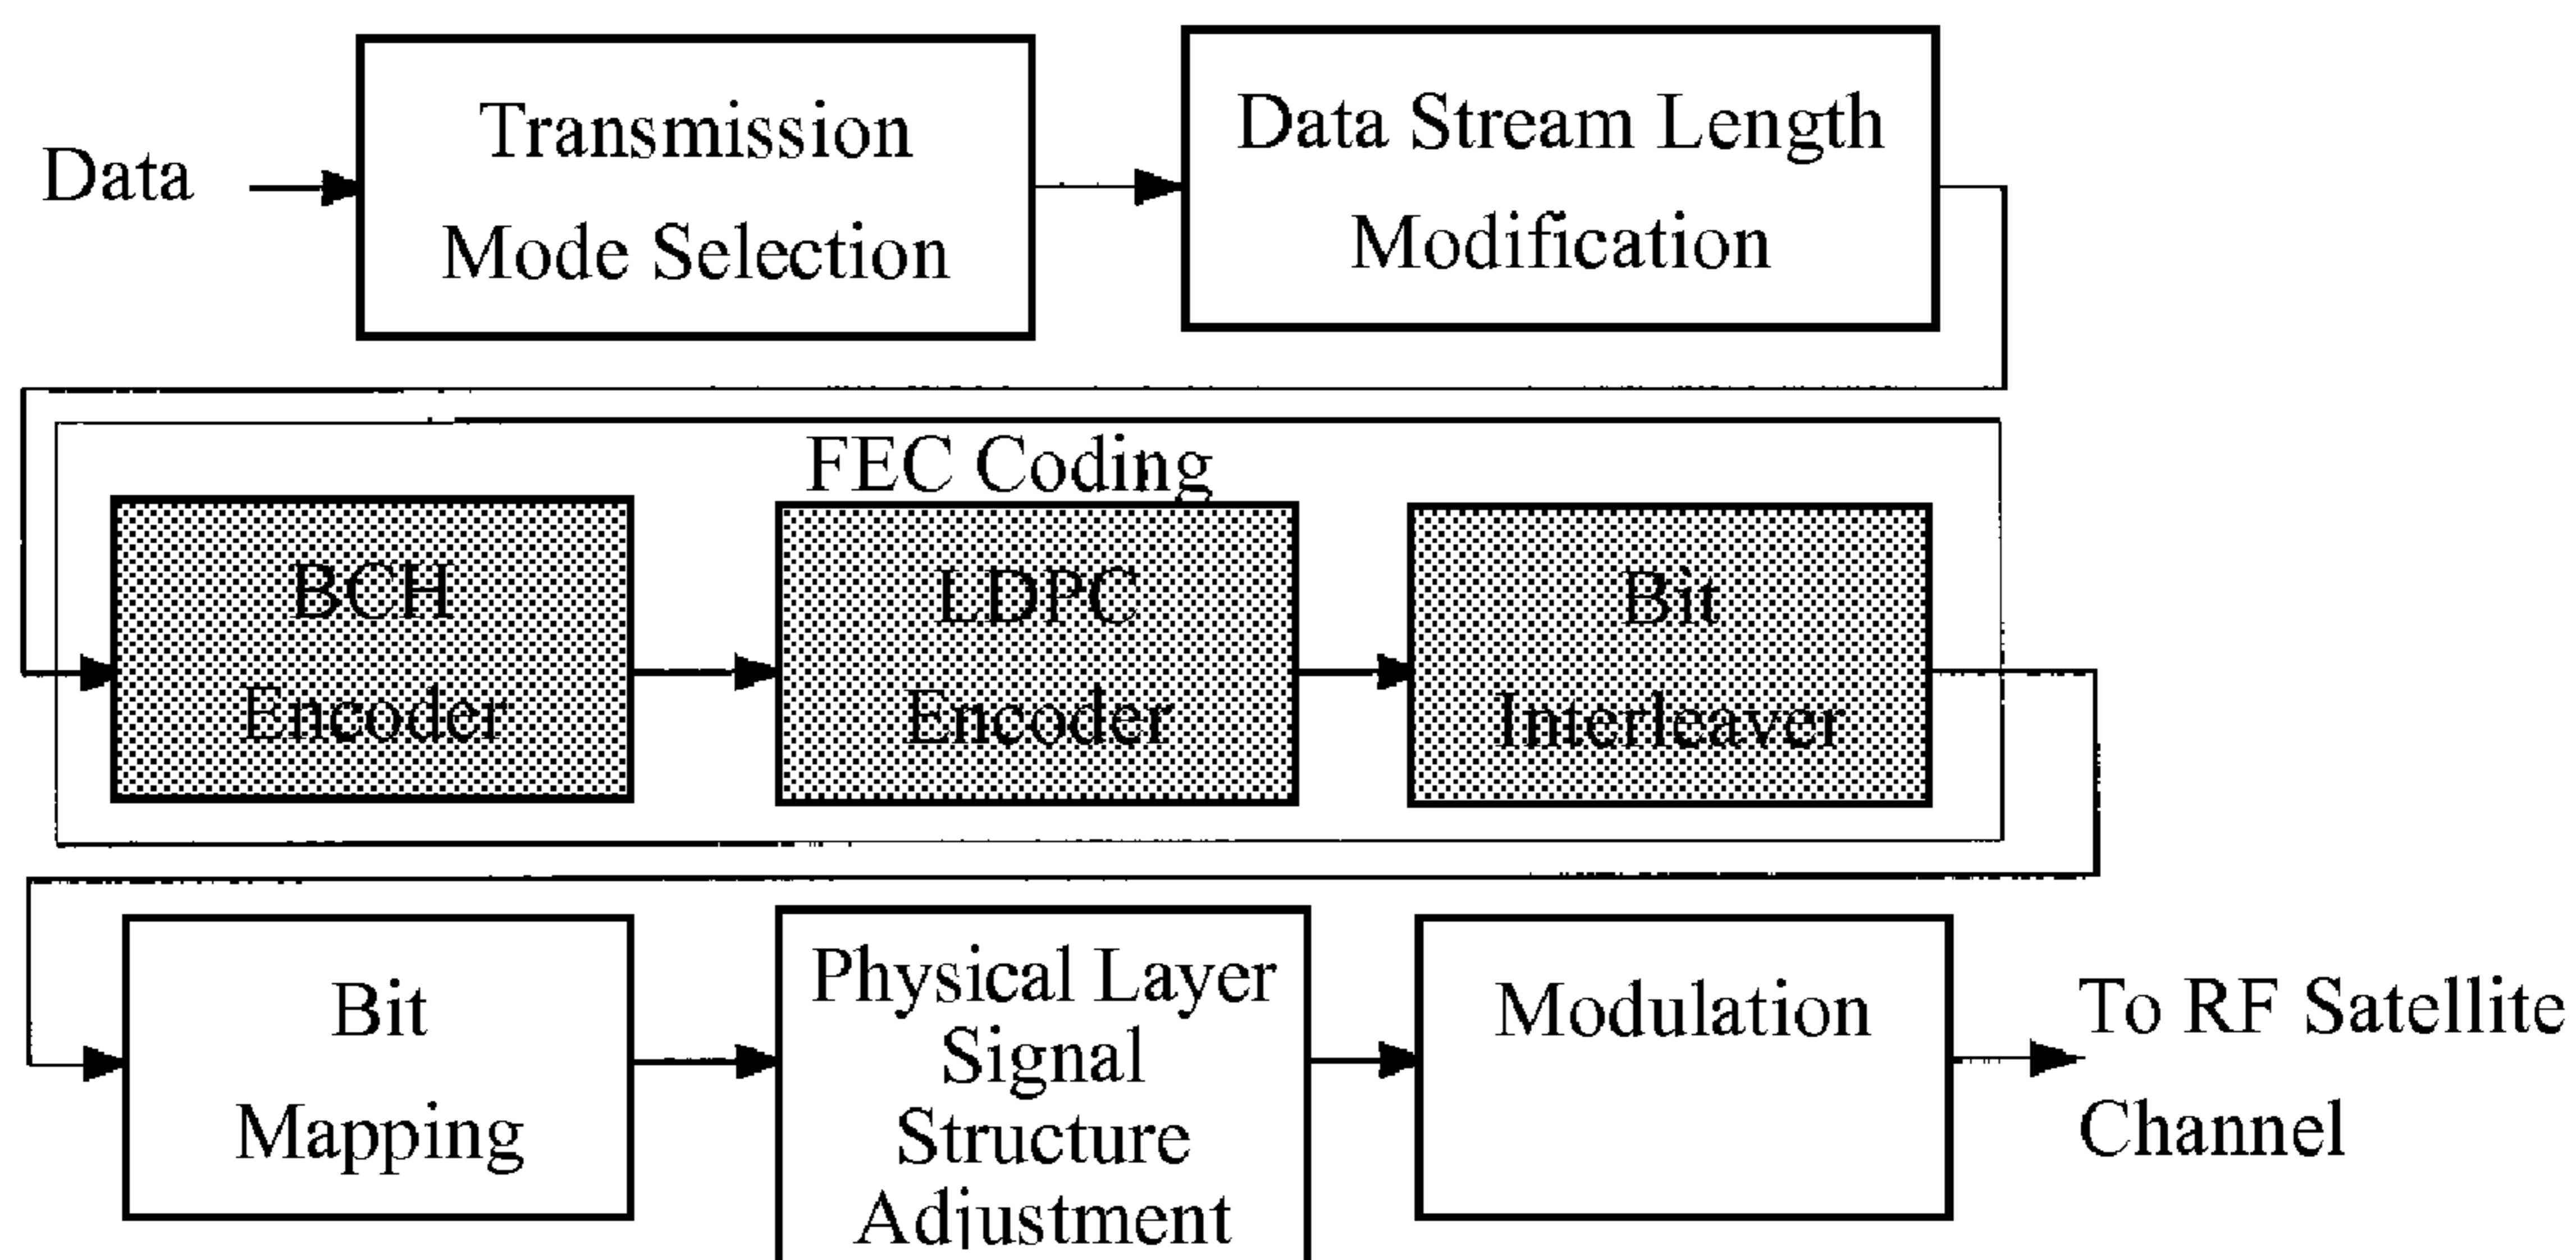 Data
Transmission
Mode Selection
Data Stream Length
Modification
FEC Coding
BCH
Encoder
LDPC
Encoder
Bit
Interleaver
Bit
Mapping
Physical Layer
Signal
Structure
Adjustment
Modulation
To RF Satellite
Channel